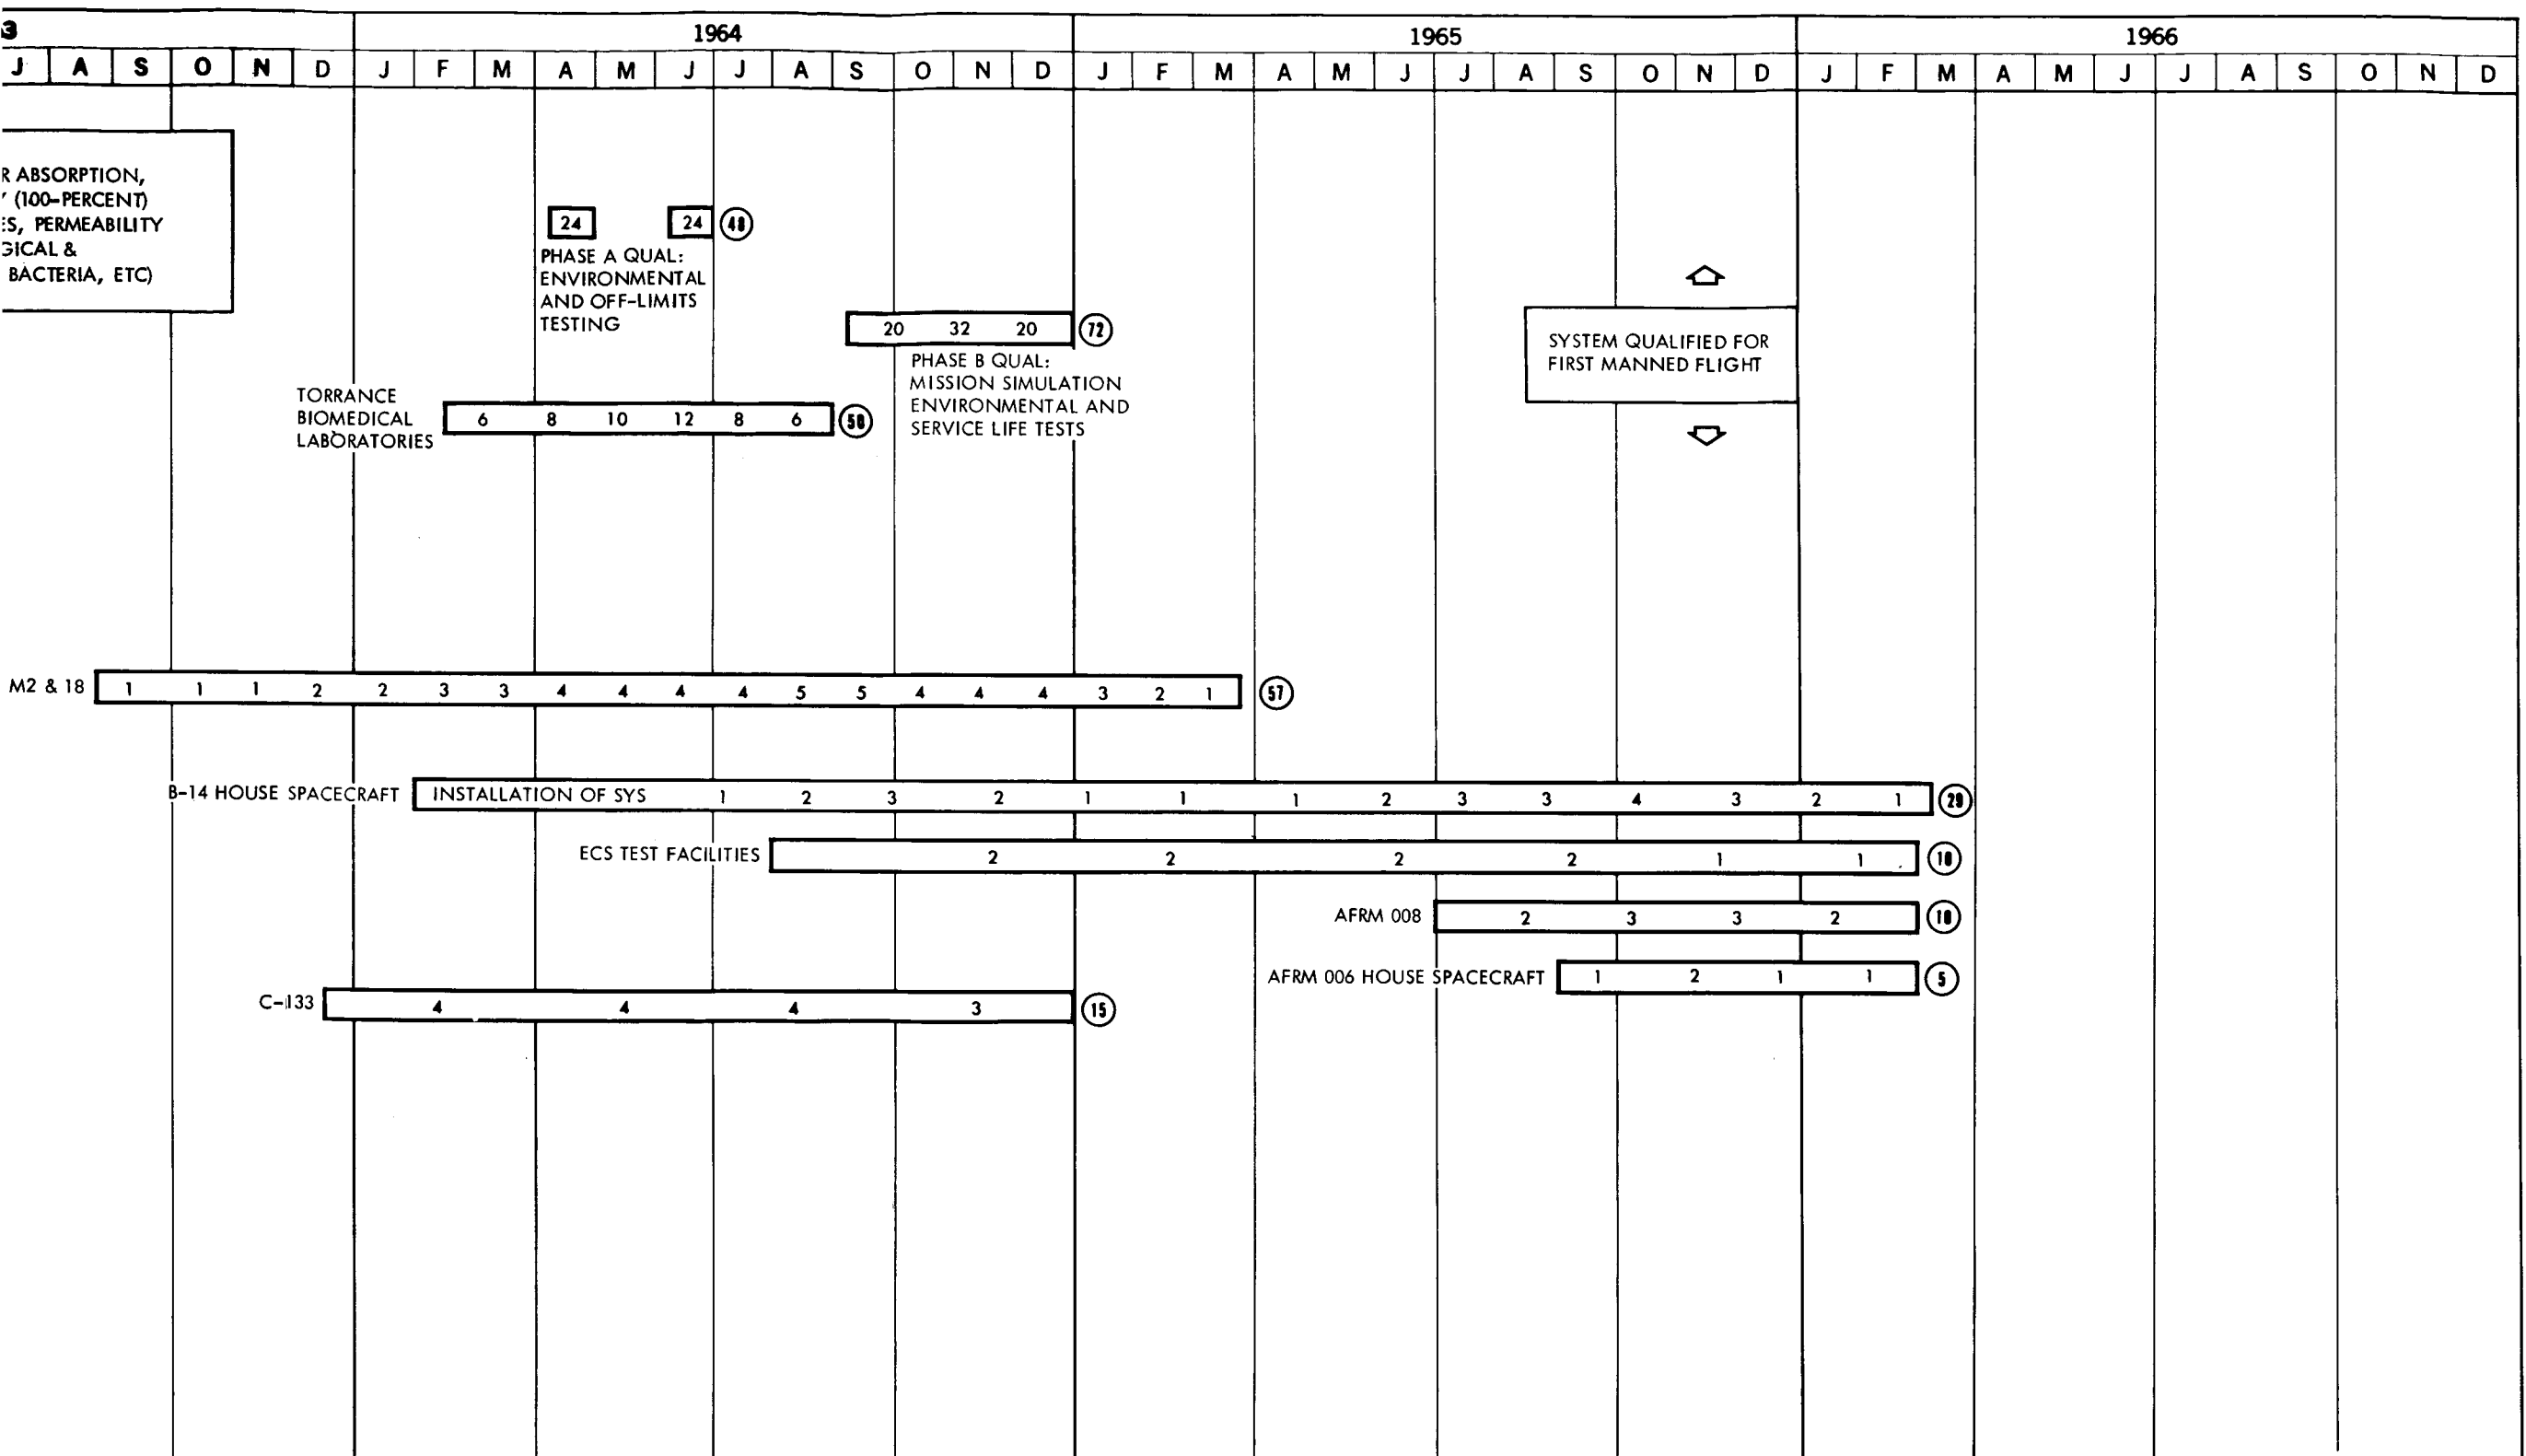 3 1964 1965 1966
J A S O N D J F M A M J J A S O N D J F M A M J J A S O N D J F M A M J J A S O N D
R ABSORPTION,
(100-PERCENT)
ES, PERMEABILITY
GICAL &
BACTERIA, ETC)
24 24 48
PHASE A QUAL:
ENVIRONMENTAL
AND OFF-LIMITS
TESTING
20 32 20 72
PHASE B QUAL:
MISSION SIMULATION
ENVIRONMENTAL AND
SERVICE LIFE TESTS
SYSTEM QUALIFIED FOR
FIRST MANNED FLIGHT
TORRANCE
BIOMEDICAL
LABORATORIES
6 8 10 12 8 6 50
M2 & 18 1 1 1 2 2 3 3 4 4 4 4 5 5 4 4 4 3 2 1 57
B-14 HOUSE SPACECRAFT INSTALLATION OF SYS 1 2 3 2 1 1 1 2 3 3 4 3 2 1 29
ECS TEST FACILITIES 2 2 2 2 1 1 10
AFRM 008 2 3 3 2 10
AFRM 006 HOUSE SPACECRAFT 1 2 1 1 5
C-133 4 4 4 3 15